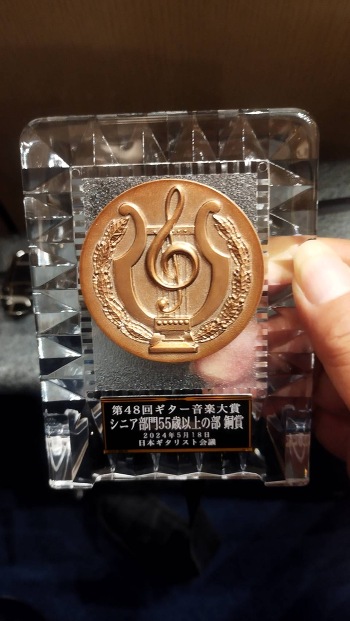 第48回ギター音楽大賞
シニア部門55歳以上の部 銅賞
2024年5月18日
日本ギタリスト会議